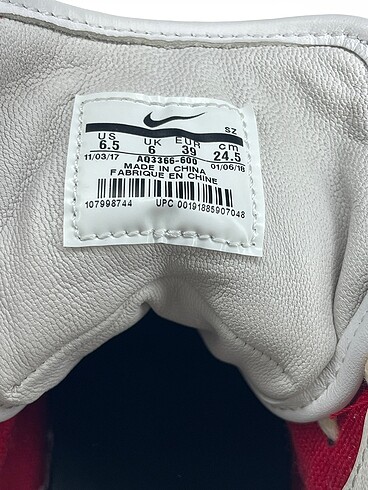 SZ
US UK EUR cm
6.5 6 39 24.5
11/03/17 AQ3366-600 01/06/18
MADE IN CHINA
FABRIQUE EN CHINE
107998744 UPC 00191885907048